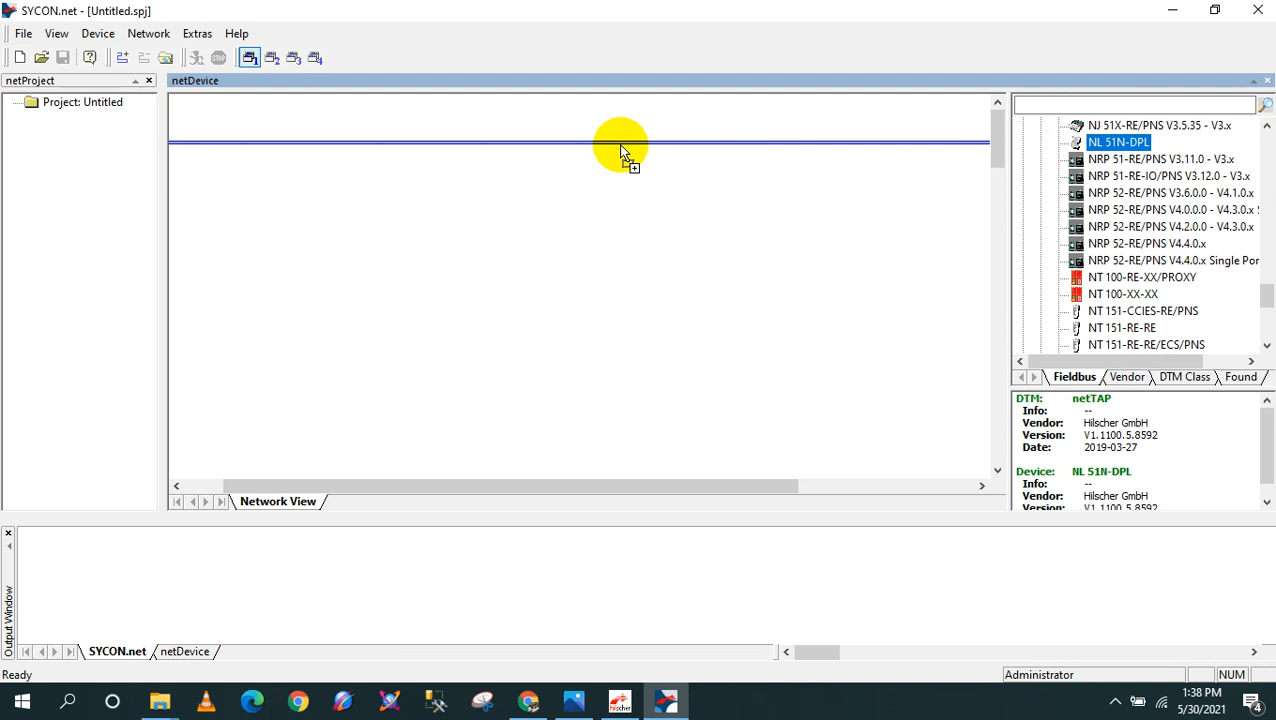 SYCON.net - [Untitled.spj]
File View Device Network Extras Help
netProject
netDevice
Project: Untitled
NJ 51X-RE/PNS V3.5.35 - V3.x
NL 51N-DPL
NRP 51-RE/PNS V3.11.0 - V3.x
NRP 51-RE-IO/PNS V3.12.0 - V3.x
NRP 52-RE/PNS V3.6.0.0 - V4.1.0.x
NRP 52-RE/PNS V4.0.0.0 - V4.3.0.x
NRP 52-RE/PNS V4.2.0.0 - V4.3.0.x
NRP 52-RE/PNS V4.4.0.x
NRP 52-RE/PNS V4.4.0.x Single Por
NT 100-RE-XX/PROXY
NT 100-XX-XX
NT 151-CCIES-RE/PNS
NT 151-RE-RE
NT 151-RE-RE/ECS/PNS
Fieldbus Vendor DTM Class Found
DTM: netTAP
Info: --
Vendor: Hilscher GmbH
Version: V1.1100.5.8592
Date: 2019-03-27
Device: NL 51N-DPL
Info: --
Vendor: Hilscher GmbH
Version: V1.1100.5.8592
Network View
Output Window
SYCON.net netDevice
Ready
Administrator
NUM
hilscher
1:38 PM
5/30/2021
4